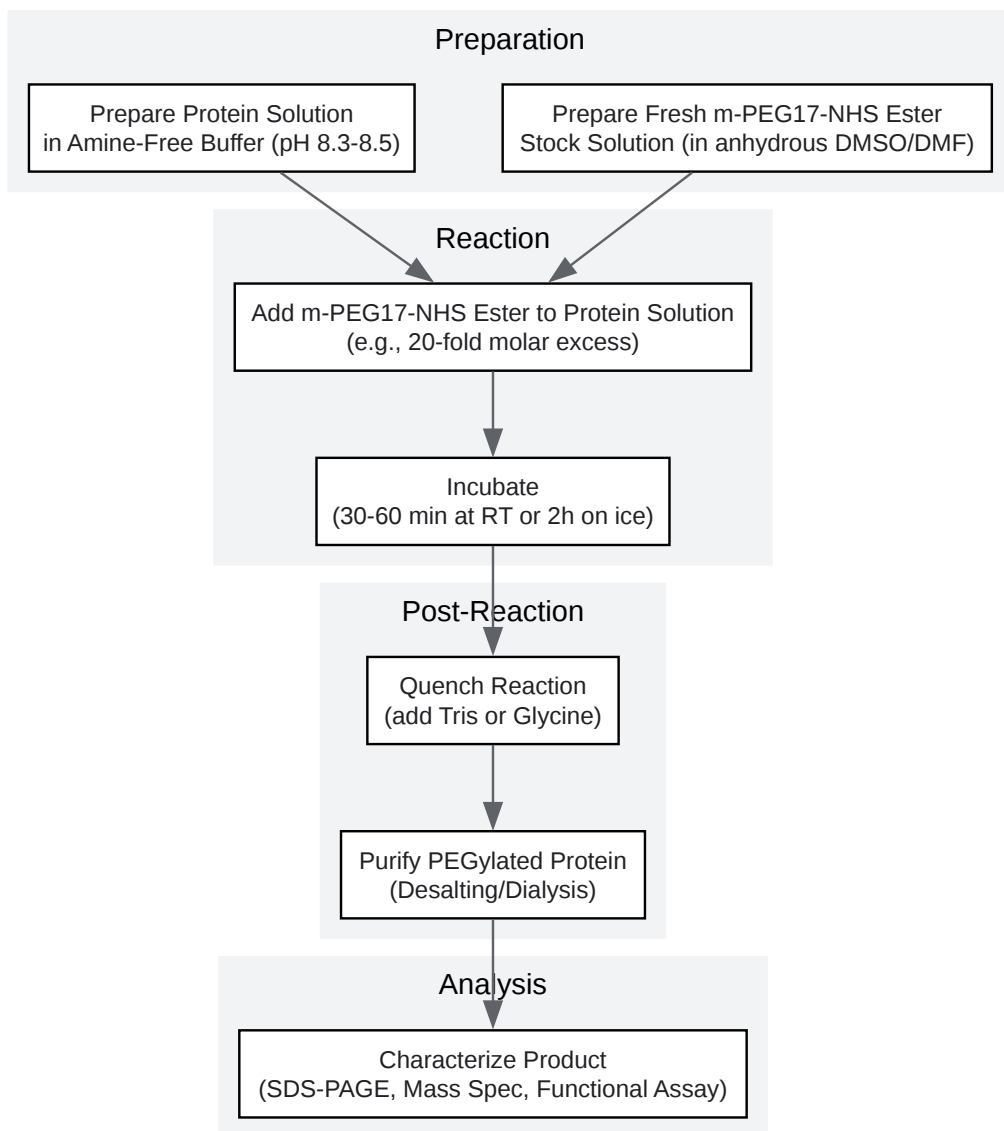 Preparation
Prepare Protein Solution
in Amine-Free Buffer (pH 8.3-8.5)
Prepare Fresh m-PEG17-NHS Ester
Stock Solution (in anhydrous DMSO/DMF)
Reaction
Add m-PEG17-NHS Ester to Protein Solution
(e.g., 20-fold molar excess)
Incubate
(30-60 min at RT or 2h on ice)
Post-Reaction
Quench Reaction
(add Tris or Glycine)
Purify PEGylated Protein
(Desalting/Dialysis)
Analysis
Characterize Product
(SDS-PAGE, Mass Spec, Functional Assay)